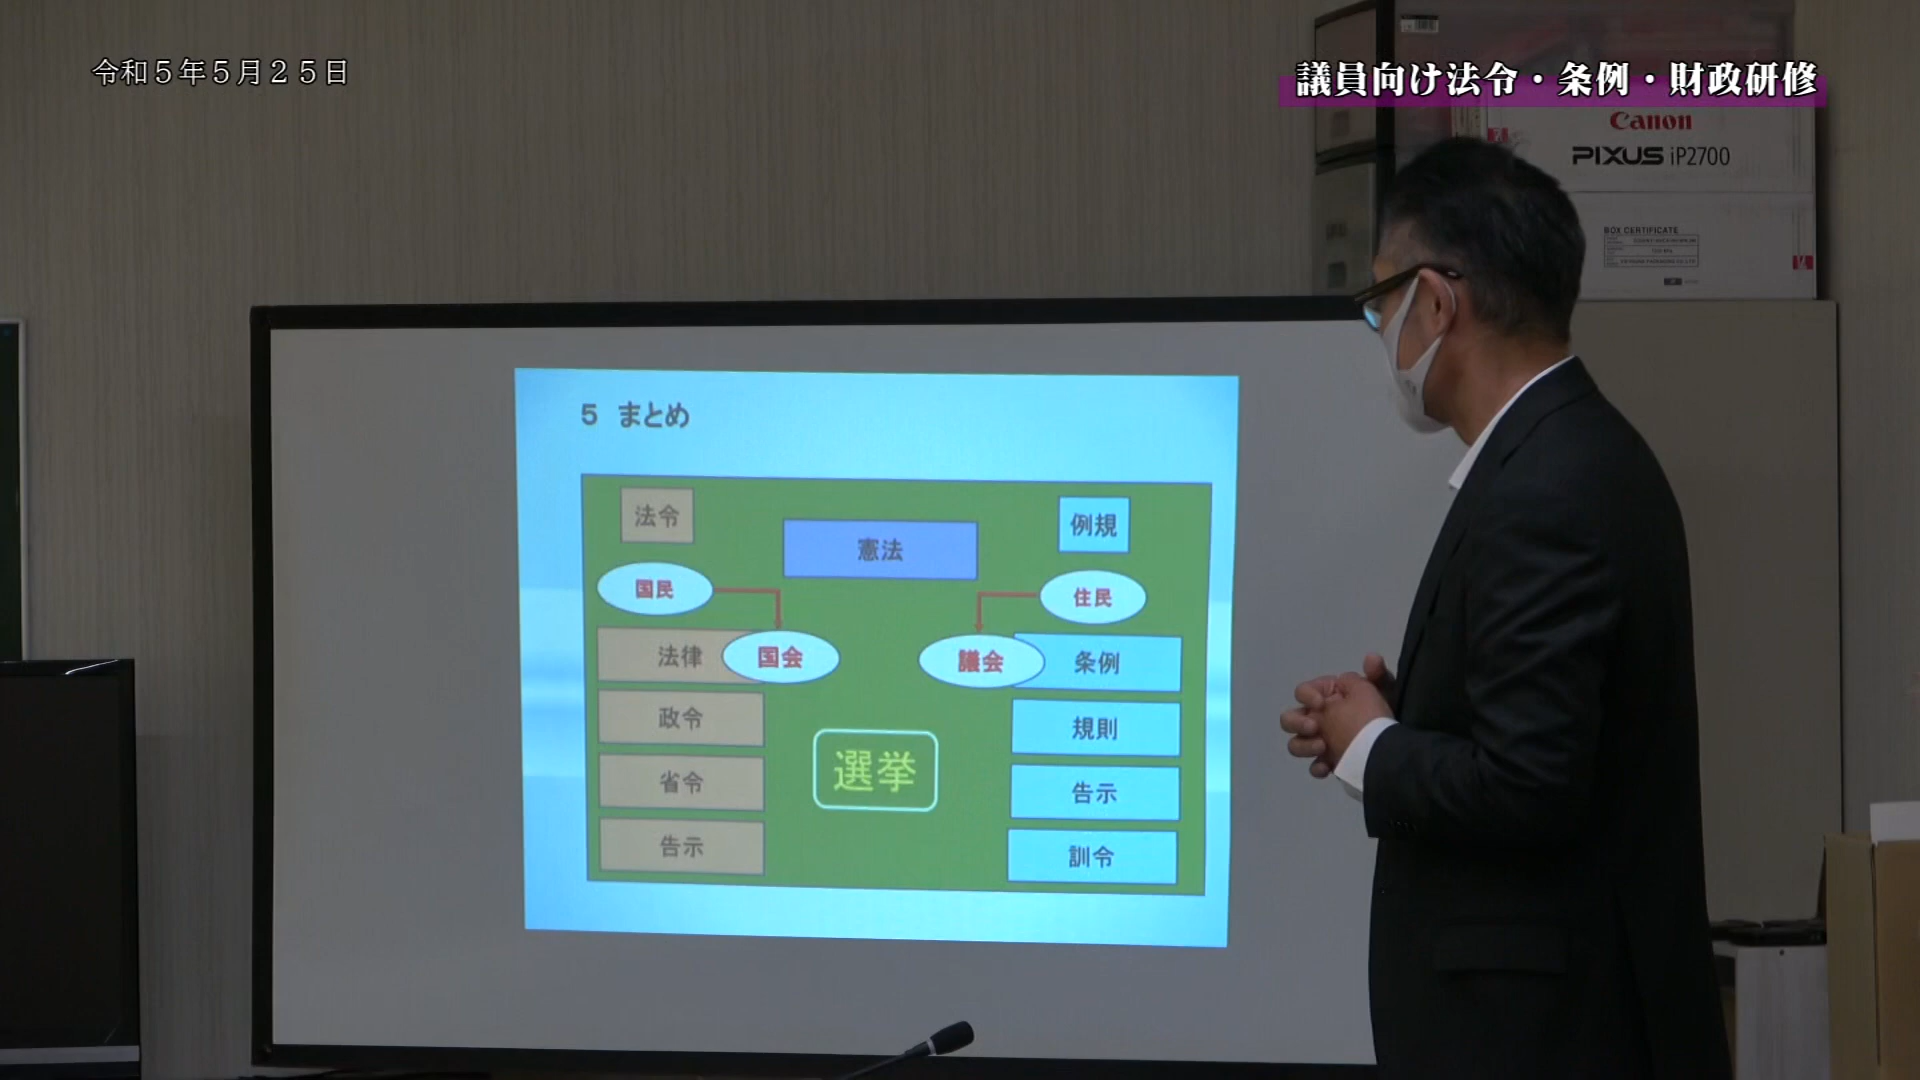 令和５年５月２５日
議員向け法令・条例・財政研修
Canon
PIXUS iP2700
BOX CERTIFICATE
５ まとめ
法令
憲法
例規
国民
住民
法律
国会
議会
条例
政令
規則
選挙
省令
告示
告示
訓令